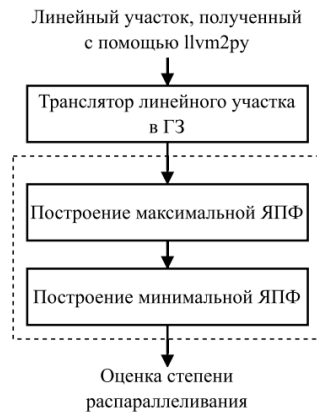 Линейный участок, полученный
с помощью llvm2py
Транслятор линейного участка
в ГЗ
Построение максимальной ЯПФ
Построение минимальной ЯПФ
Оценка степени
распараллеливания